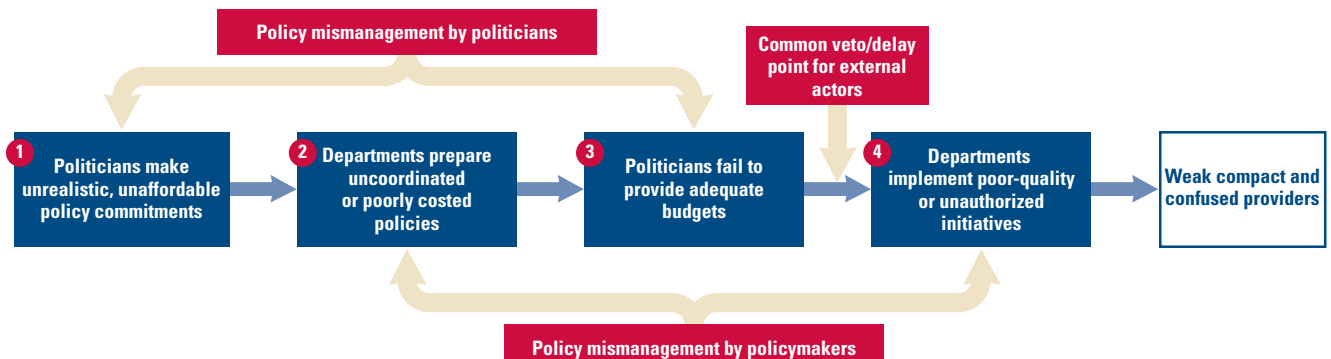 Policy mismanagement by politicians
Common veto/delay
point for external
actors
1
Politicians make
unrealistic, unaffordable
policy commitments
2
Departments prepare
uncoordinated
or poorly costed
policies
3
Politicians fail to
provide adequate
budgets
4
Departments
implement poor-quality
or unauthorized
initiatives
Weak compact and
confused providers
Policy mismanagement by policymakers